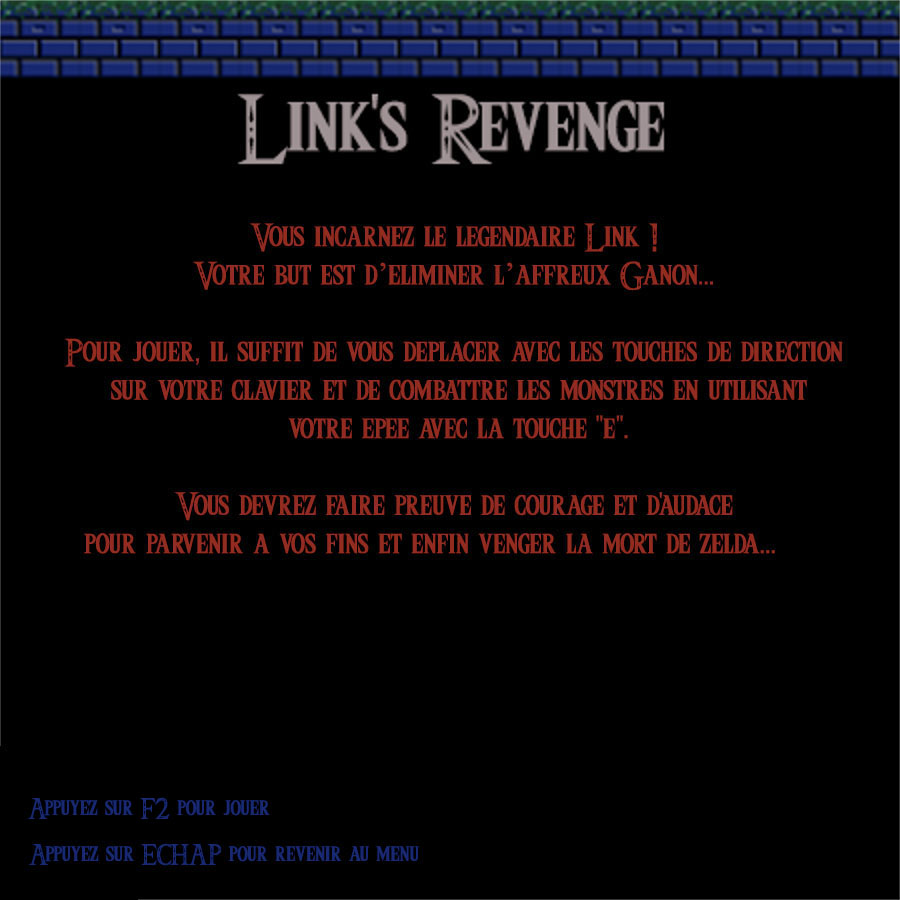 Link's Revenge
Vous incarnez le legendaire Link !
Votre but est d’eliminer l’affreux Ganon...
Pour jouer, il suffit de vous deplacer avec les touches de direction
sur votre clavier et de combattre les monstres en utilisant
votre epee avec la touche "e".
Vous devrez faire preuve de courage et d'audace
pour parvenir a vos fins et enfin venger la mort de zelda...
Appuyez sur F2 pour jouer
Appuyez sur ECHAP pour revenir au menu